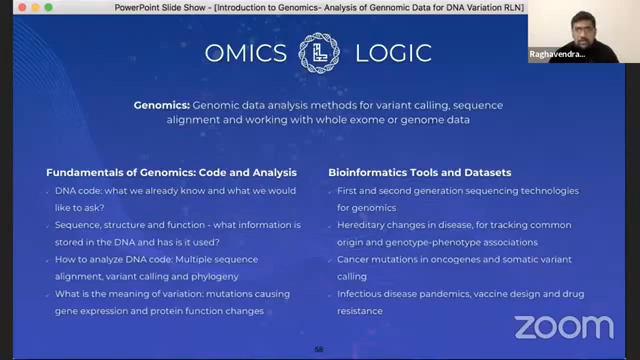 PowerPoint Slide Show - [Introduction to Genomics- Analysis of Gennomic Data for DNA Variation RLN]
Raghavendra...
OMICS LOGIC
Genomics: Genomic data analysis methods for variant calling, sequence
alignment and working with whole exome or genome data
Fundamentals of Genomics: Code and Analysis
DNA code: what we already know and what we would
like to ask?
Sequence, structure and function - what information is
stored in the DNA and has is it used?
How to analyze DNA code: Multiple sequence
alignment, variant calling and phylogeny
What is the meaning of variation: mutations causing
gene expression and protein function changes
Bioinformatics Tools and Datasets
First and second generation sequencing technologies
for genomics
Hereditary changes in disease, for tracking common
origin and genotype-phenotype associations
Cancer mutations in oncogenes and somatic variant
calling
Infectious disease pandemics, vaccine design and drug
resistance
58
zoom